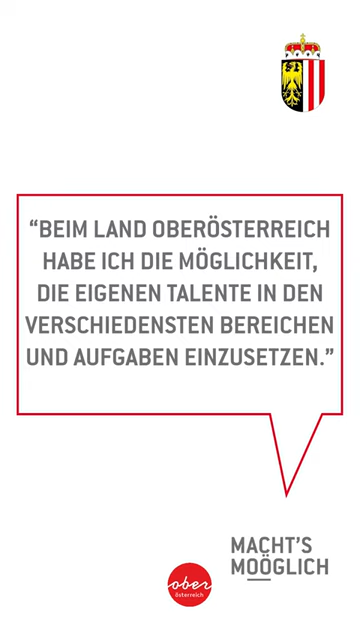 “BEIM LAND OBERÖSTERREICH
HABE ICH DIE MÖGLICHKEIT,
DIE EIGENEN TALENTE IN DEN
VERSCHIEDENSTEN BEREICHEN
UND AUFGABEN EINZUSETZEN.”
MACHT’S
MOÖGLICH
ober
österreich